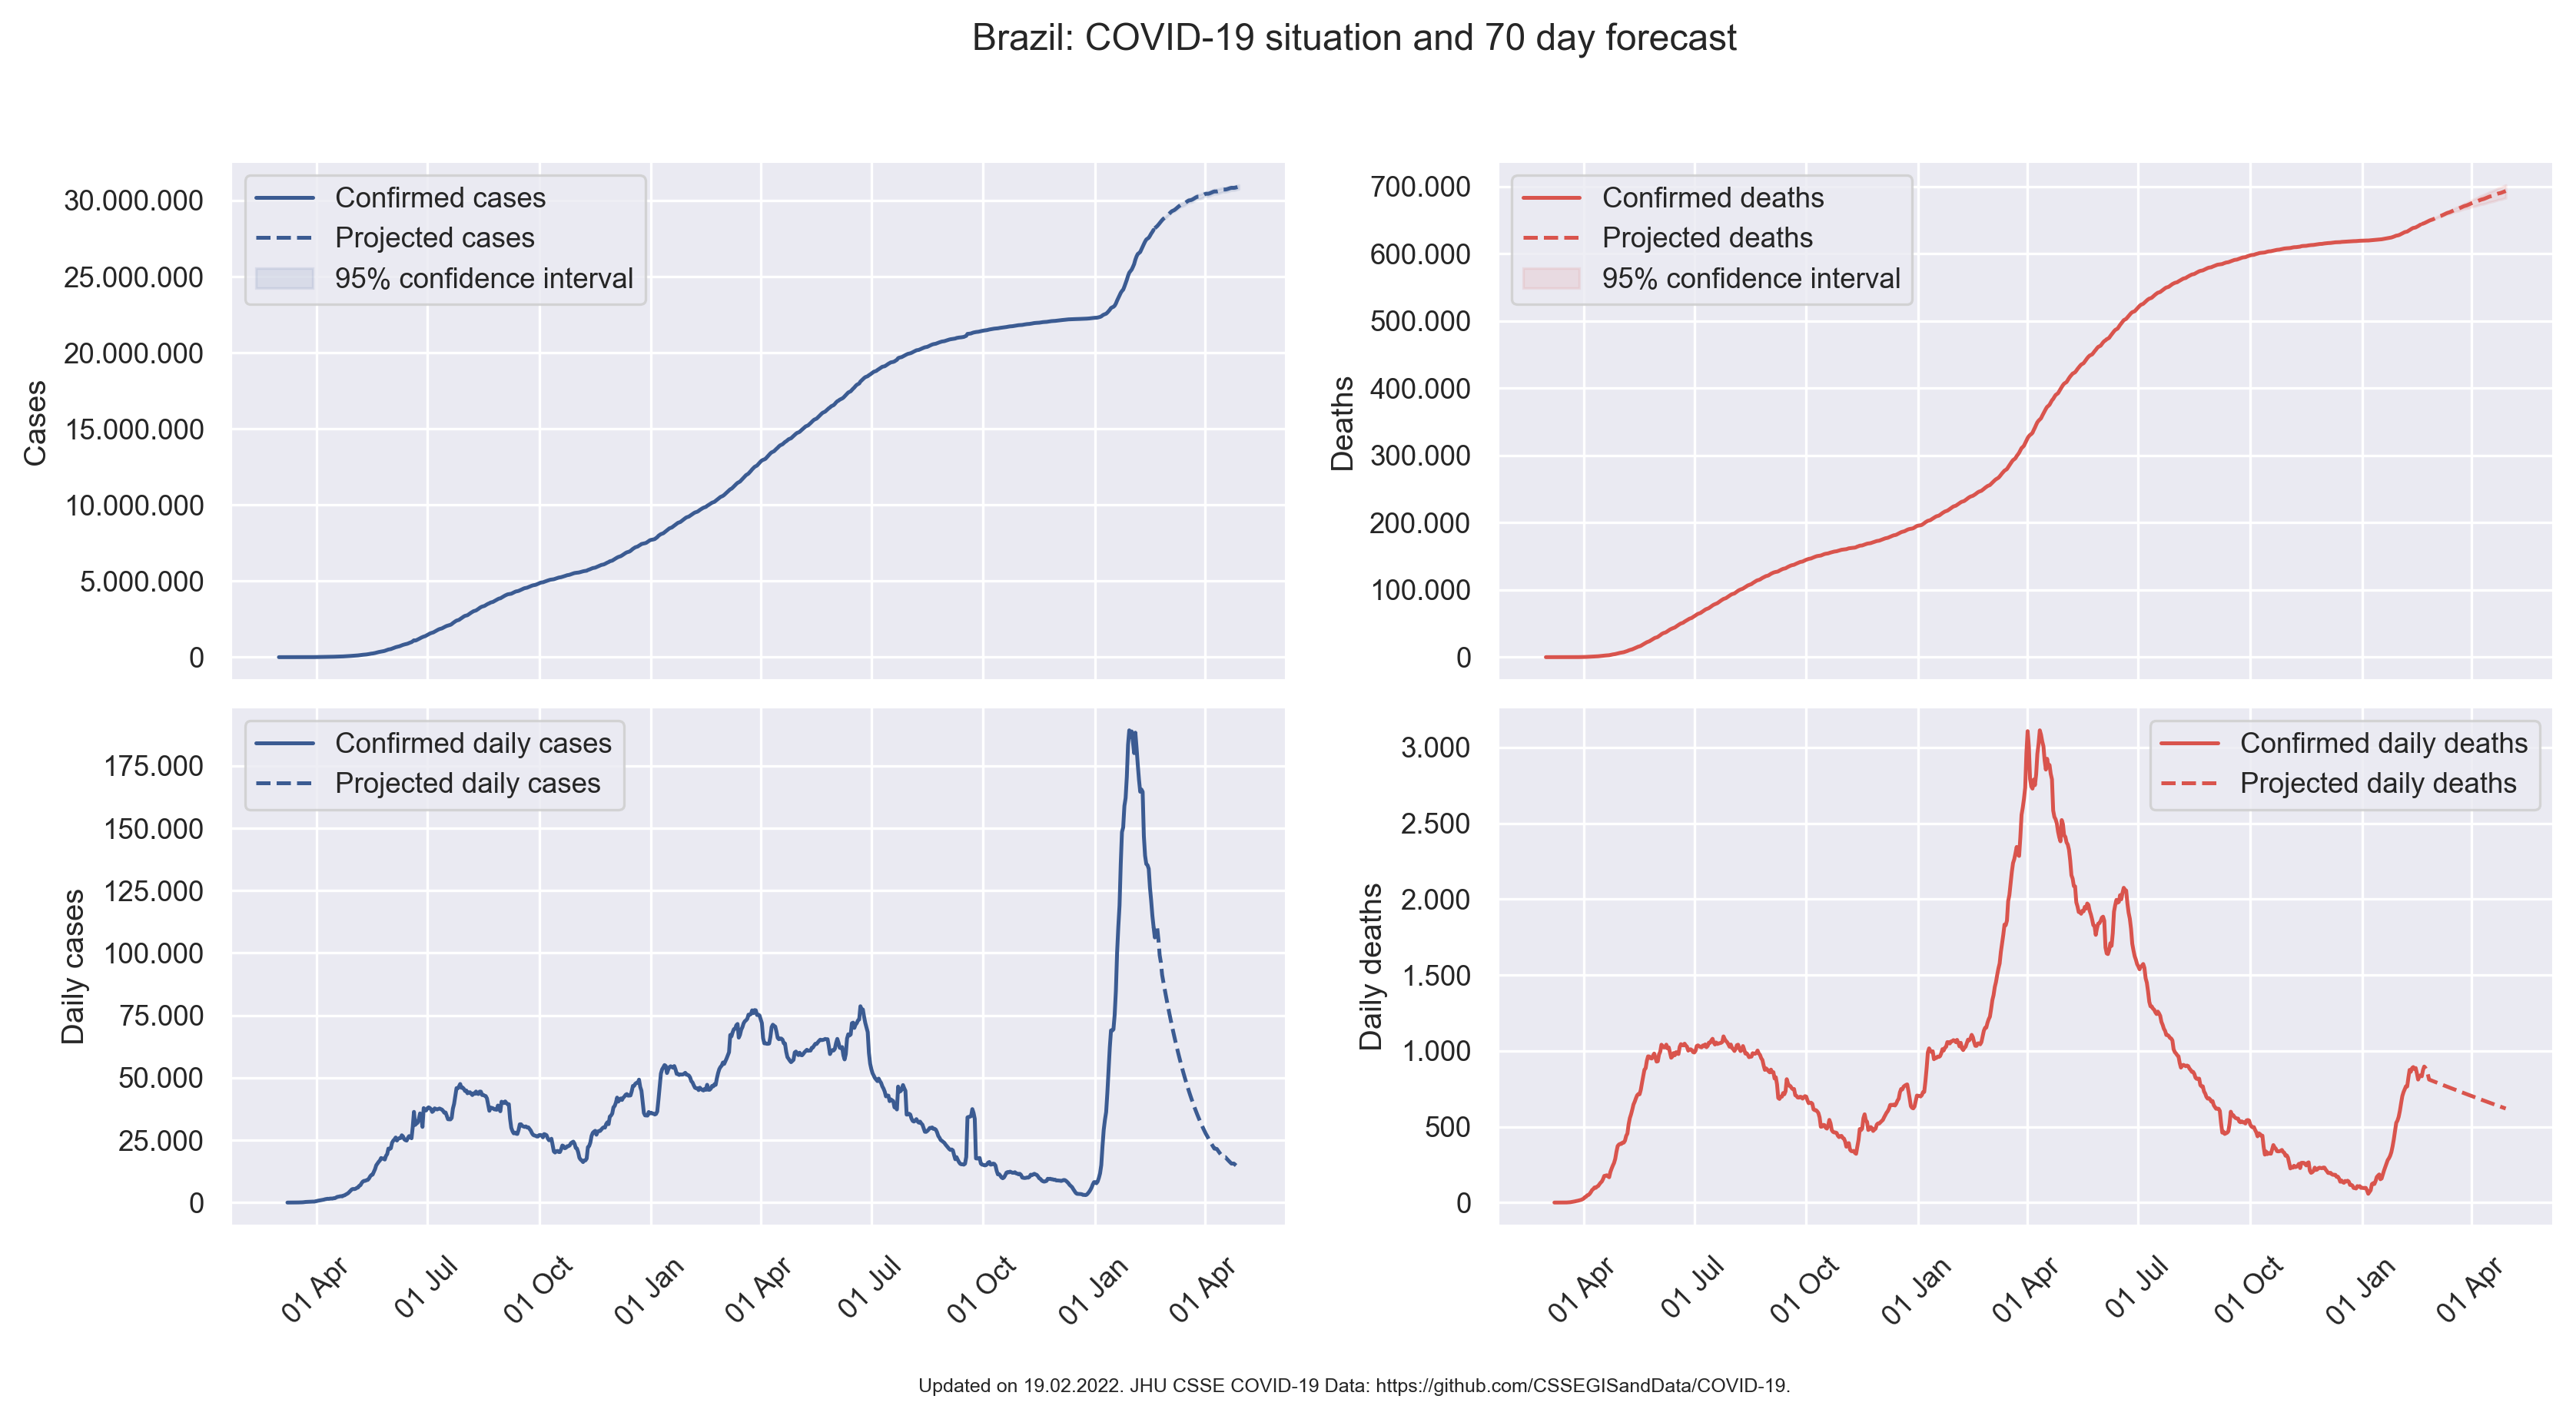 Brazil: COVID-19 situation and 70 day forecast
Cases
30.000.000
25.000.000
20.000.000
15.000.000
10.000.000
5.000.000
0
Confirmed cases
Projected cases
95% confidence interval
Deaths
700.000
600.000
500.000
400.000
300.000
200.000
100.000
0
Confirmed deaths
Projected deaths
95% confidence interval
Daily cases
175.000
150.000
125.000
100.000
75.000
50.000
25.000
0
Confirmed daily cases
Projected daily cases
01 Apr
01 Jul
01 Oct
01 Jan
01 Apr
01 Jul
01 Oct
01 Jan
01 Apr
Daily deaths
3.000
2.500
2.000
1.500
1.000
500
0
Confirmed daily deaths
Projected daily deaths
01 Apr
01 Jul
01 Oct
01 Jan
01 Apr
01 Jul
01 Oct
01 Jan
01 Apr
Updated on 19.02.2022. JHU CSSE COVID-19 Data: https://github.com/CSSEGISandData/COVID-19.